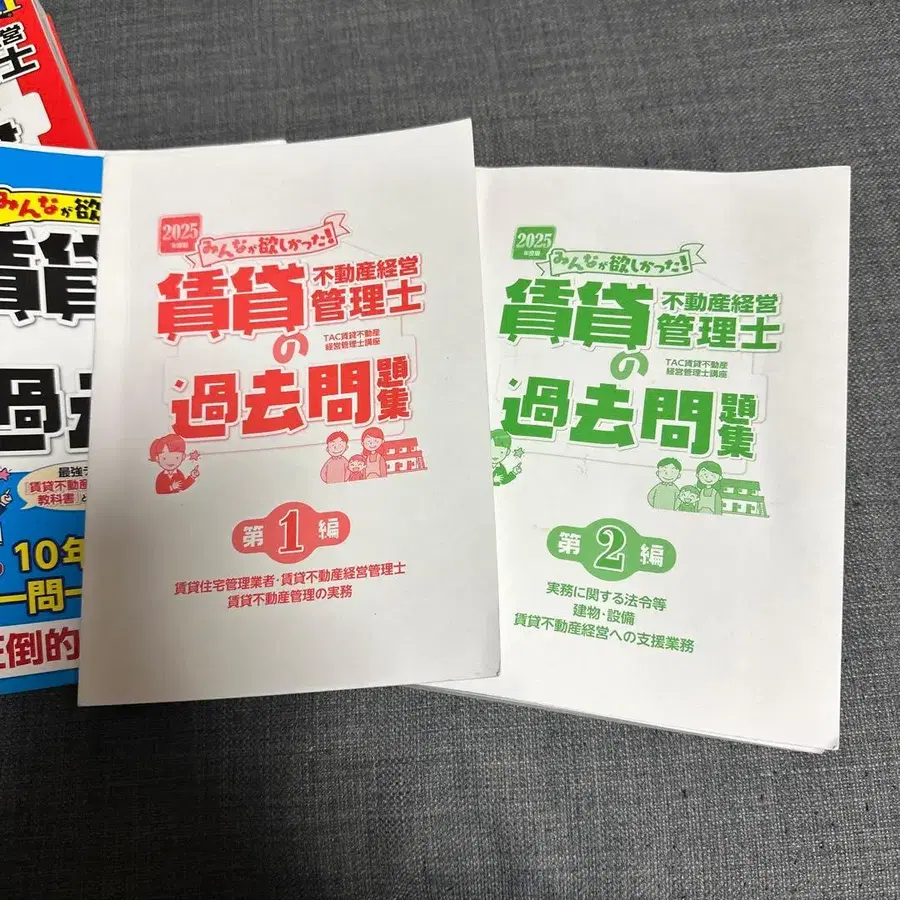 営
士
みんなが欲
賃貸
過
最強
『賃貸不動産
教科書』と
10年
一問一
圧倒的
2025
年度版
みんなが欲しかった!
賃貸
不動産経営
管理士
の
TAC賃貸不動産
経営管理士講座
過去問
題集
第1編
賃貸住宅管理業者・賃貸不動産経営管理士
賃貸不動産管理の実務
2025
年度版
みんなが欲しかった!
賃貸
不動産経営
管理士
の
TAC賃貸不動産
経営管理士講座
過去問
題集
第2編
実務に関する法令等
建物・設備
賃貸不動産経営への支援業務